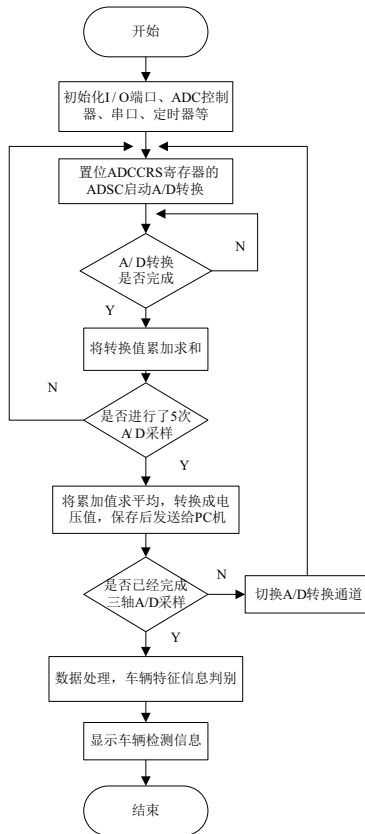 开始
初始化I/O端口、ADC控制
器、串口、定时器等
置位ADCCRS寄存器的
ADSC启动A/D转换
N
A/D转换
是否完成
Y
将转换值累加求和
N
是否进行了5次
A/D采样
Y
将累加值求平均，转换成电
压值，保存后发送给PC机
是否已经完成
三轴A/D采样
N
切换A/D转换通道
Y
数据处理，车辆特征信息判别
显示车辆检测信息
结束